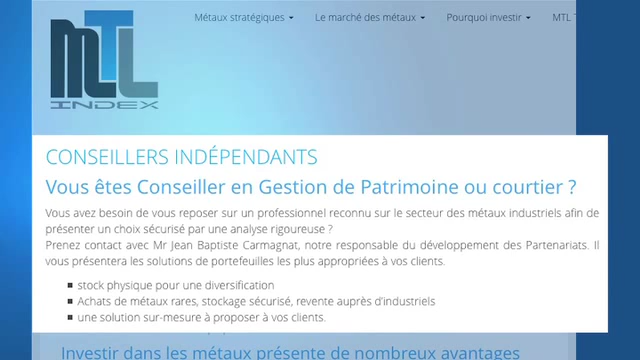 Métaux stratégiques
Le marché des métaux
Pourquoi investir
MTL
MTL
INDEX
CONSEILLERS INDÉPENDANTS
Vous êtes Conseiller en Gestion de Patrimoine ou courtier ?
Vous avez besoin de vous reposer sur un professionnel reconnu sur le secteur des métaux industriels afin de
présenter un choix sécurisé par une analyse rigoureuse ?
Prenez contact avec Mr Jean Baptiste Carmagnat, notre responsable du développement des Partenariats. Il
vous présentera les solutions de portefeuilles les plus appropriées à vos clients.
stock physique pour une diversification
Achats de métaux rares, stockage sécurisé, revente auprès d'industriels
une solution sur-mesure à proposer à vos clients.
Investir dans les métaux présente de nombreux avantages